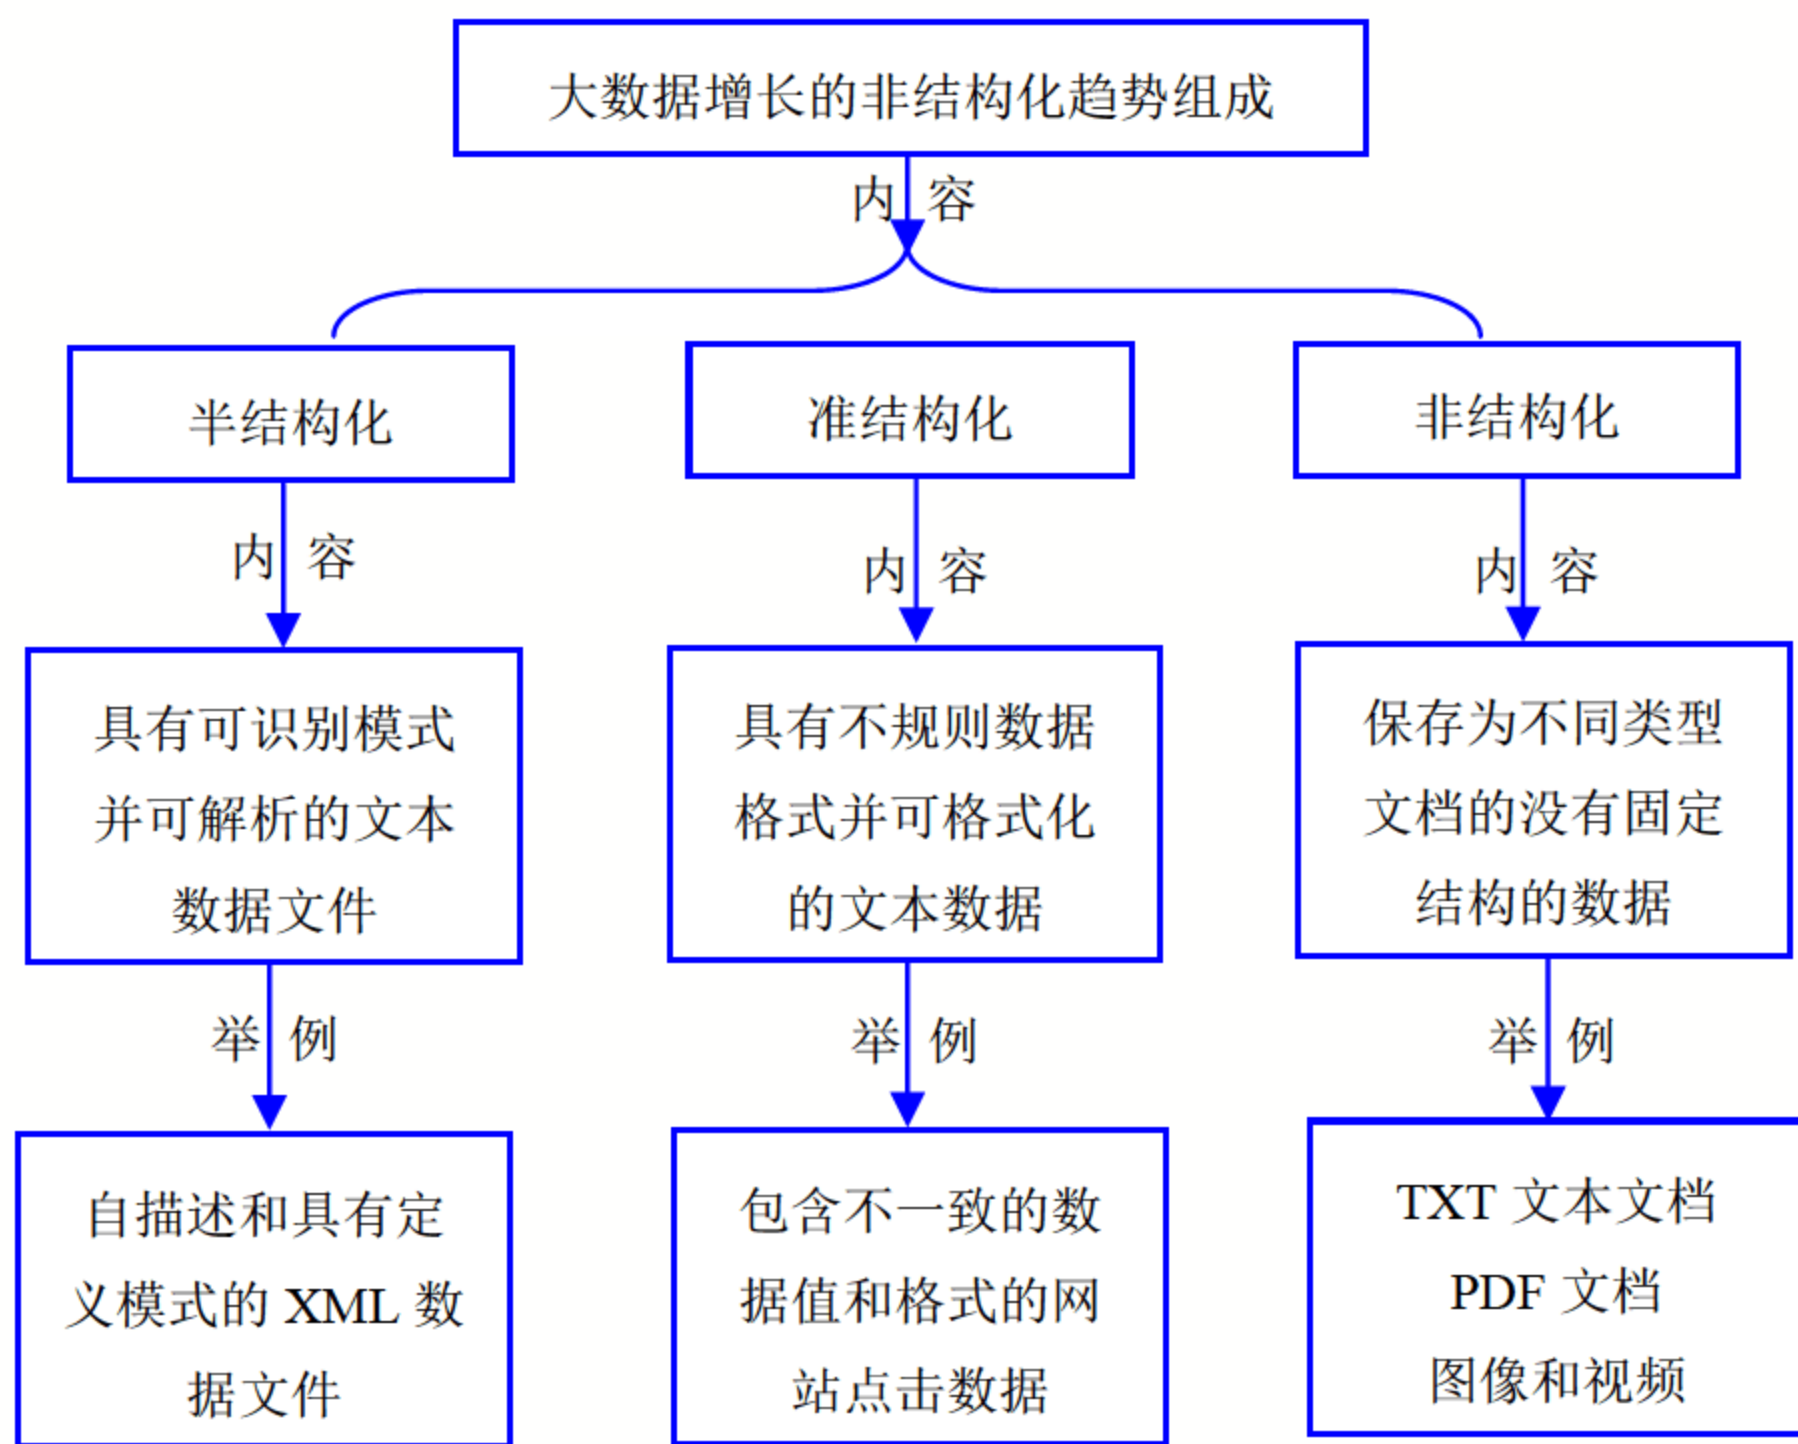 大数据增长的非结构化趋势组成
内 容
半结构化
准结构化
非结构化
内 容
内 容
内 容
具有可识别模式
并可解析的文本
数据文件
具有不规则数据
格式并可格式化
的文本数据
保存为不同类型
文档的没有固定
结构的数据
举 例
举 例
举 例
自描述和具有定
义模式的 XML 数
据文件
包含不一致的数
据值和格式的网
站点击数据
TXT 文本文档
PDF 文档
图像和视频